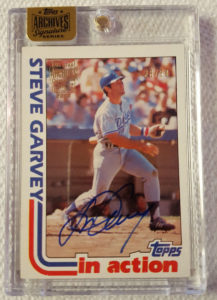 Topps
ARCHIVES
Signature
SERIES
STEVE GARVEY
Topps
in action